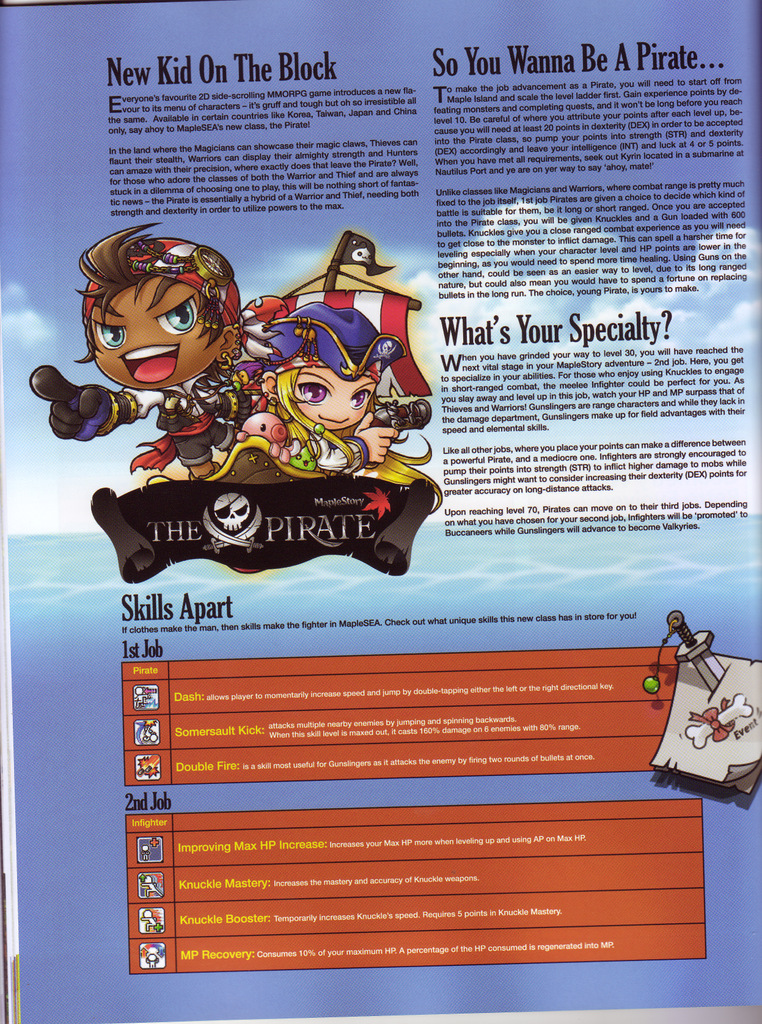 New Kid On The Block
Everyone's favourite 2D side-scrolling MMORPG game introduces a new fla-
vour to its menu of characters – it's gruff and tough but oh so irresistible all
the same. Available in certain countries like Korea, Taiwan, Japan and China
only, say ahoy to MapleSEA's new class, the Pirate!
In the land where the Magicians can showcase their magic claws, Thieves can
flaunt their stealth, Warriors can display their almighty strength and Hunters
can amaze with their precision, where exactly does that leave the Pirate? Well,
for those who adore the classes of both the Warrior and Thief and are always
stuck in a dilemma of choosing one to play, this will be nothing short of fantas-
tic news – the Pirate is essentially a hybrid of a Warrior and Thief, needing both
strength and dexterity in order to utilize powers to the max.
MapleStory
THE PIRATE
So You Wanna Be A Pirate...
To make the job advancement as a Pirate, you will need to start off from
Maple Island and scale the level ladder first. Gain experience points by de-
feating monsters and completing quests, and it won't be long before you reach
level 10. Be careful of where you attribute your points after each level up, be-
cause you will need at least 20 points in dexterity (DEX) in order to be accepted
into the Pirate class, so pump your points into strength (STR) and dexterity
(DEX) accordingly and leave your intelligence (INT) and luck at 4 or 5 points.
When you have met all requirements, seek out Kyrin located in a submarine at
Nautilus Port and ye are on yer way to say 'ahoy, mate!'
Unlike classes like Magicians and Warriors, where combat range is pretty much
fixed to the job itself, 1st job Pirates are given a choice to decide which kind of
battle is suitable for them, be it long or short ranged. Once you are accepted
into the Pirate class, you will be given Knuckles and a Gun loaded with 600
bullets. Knuckles give you a close ranged combat experience as you will need
to get close to the monster to inflict damage. This can spell a harsher time for
leveling especially when your character level and HP points are lower in the
beginning, as you would need to spend more time healing. Using Guns on the
other hand, could be seen as an easier way to level, due to its long ranged
nature, but could also mean you would have to spend a fortune on replacing
bullets in the long run. The choice, young Pirate, is yours to make.
What's Your Specialty?
When you have grinded your way to level 30, you will have reached the
next vital stage in your MapleStory adventure – 2nd job. Here, you get
to specialize in your abilities. For those who enjoy using Knuckles to engage
in short-ranged combat, the meelee Infighter could be perfect for you. As
you slay away and level up in this job, watch your HP and MP surpass that of
Thieves and Warriors! Gunslingers are range characters and while they lack in
the damage department, Gunslingers make up for field advantages with their
speed and elemental skills.
Like all other jobs, where you place your points can make a difference between
a powerful Pirate, and a mediocre one. Infighters are strongly encouraged to
pump their points into strength (STR) to inflict higher damage to mobs while
Gunslingers might want to consider increasing their dexterity (DEX) points for
greater accuracy on long-distance attacks.
Upon reaching level 70, Pirates can move on to their third jobs. Depending
on what you have chosen for your second job, Infighters will be 'promoted' to
Buccaneers while Gunslingers will advance to become Valkyries.
Skills Apart
If clothes make the man, then skills make the fighter in MapleSEA. Check out what unique skills this new class has in store for you!
1st Job
Pirate
Dash: allows player to momentarily increase speed and jump by double-tapping either the left or the right directional key.
Somersault Kick: attacks multiple nearby enemies by jumping and spinning backwards.
When this skill level is maxed out, it casts 160% damage on 6 enemies with 80% range.
Double Fire: is a skill most useful for Gunslingers as it attacks the enemy by firing two rounds of bullets at once.
Event
2nd Job
Infighter
Improving Max HP Increase: Increases your Max HP more when leveling up and using AP on Max HP.
Knuckle Mastery: Increases the mastery and accuracy of Knuckle weapons.
Knuckle Booster: Temporarily increases Knuckle's speed. Requires 5 points in Knuckle Mastery.
MP Recovery: Consumes 10% of your maximum HP. A percentage of the HP consumed is regenerated into MP.